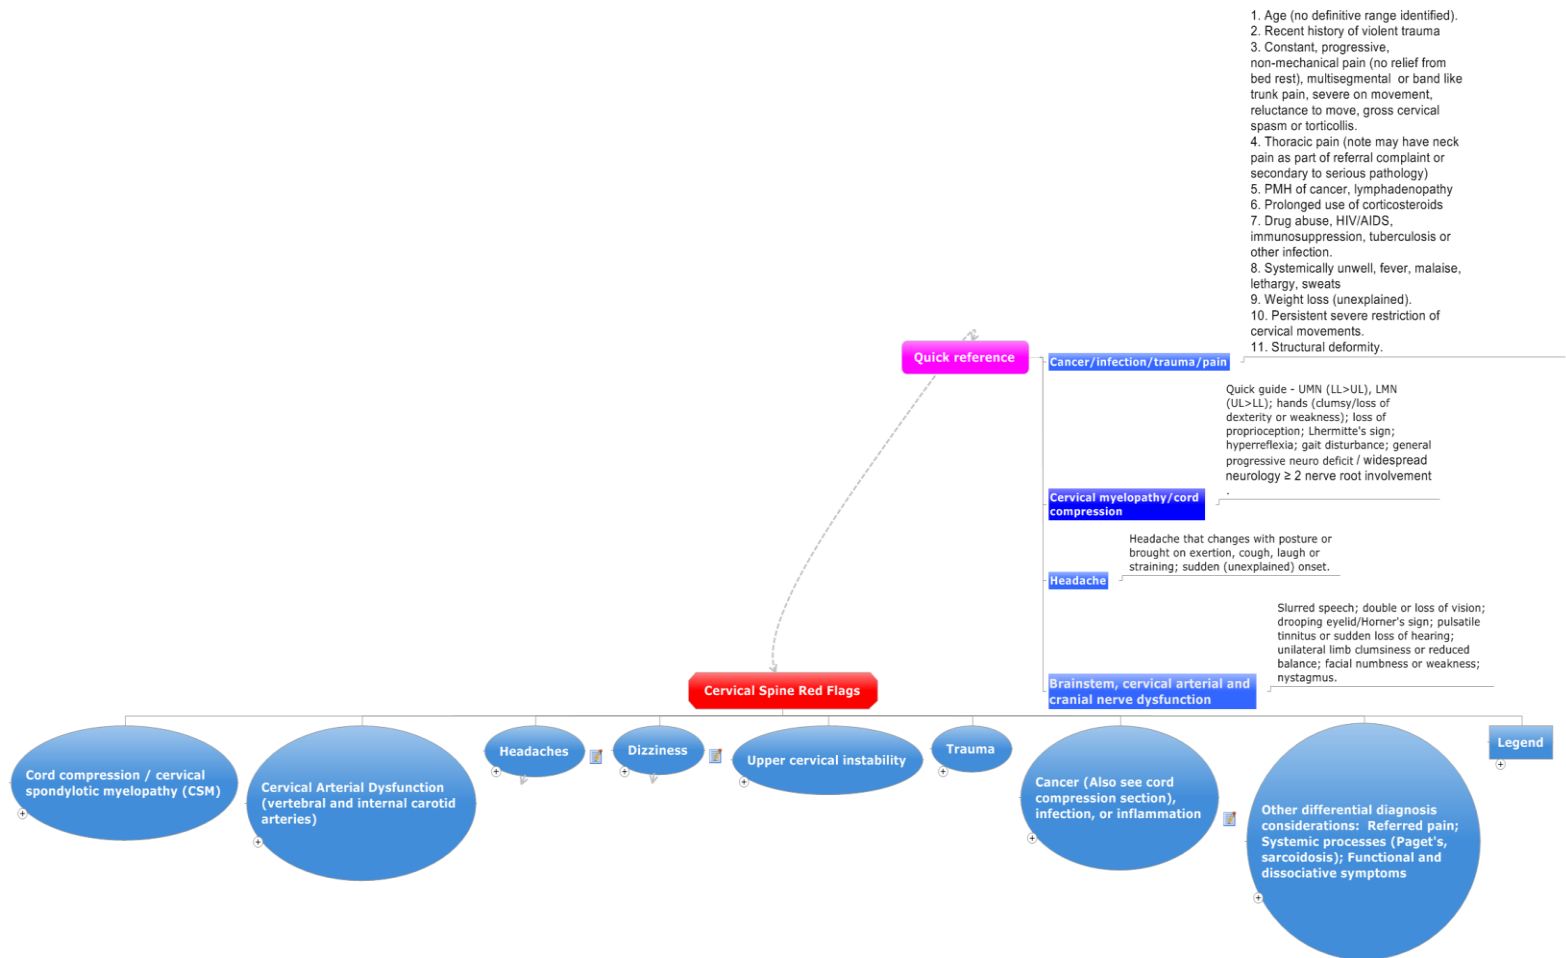 1. Age (no definitive range identified).
2. Recent history of violent trauma
3. Constant, progressive,
non-mechanical pain (no relief from
bed rest), multisegmental  or band like
trunk pain, severe on movement,
reluctance to move, gross cervical
spasm or torticollis.
4. Thoracic pain (note may have neck
pain as part of referral complaint or
secondary to serious pathology)
5. PMH of cancer, lymphadenopathy
6. Prolonged use of corticosteroids
7. Drug abuse, HIV/AIDS,
immunosuppression, tuberculosis or
other infection.
8. Systemically unwell, fever, malaise,
lethargy, sweats
9. Weight loss (unexplained).
10. Persistent severe restriction of
cervical movements.
11. Structural deformity.
Quick reference
Cancer/infection/trauma/pain
Quick guide - UMN (LL>UL), LMN
(UL>LL); hands (clumsy/loss of
dexterity or weakness); loss of
proprioception; Lhermitte's sign;
hyperreflexia; gait disturbance; general
progressive neuro deficit / widespread
neurology ≥ 2 nerve root involvement
.
Cervical myelopathy/cord
compression
Headache that changes with posture or
brought on exertion, cough, laugh or
straining; sudden (unexplained) onset.
Headache
Slurred speech; double or loss of vision;
drooping eyelid/Horner's sign; pulsatile
tinnitus or sudden loss of hearing;
unilateral limb clumsiness or reduced
balance; facial numbness or weakness;
nystagmus.
Brainstem, cervical arterial and
cranial nerve dysfunction
Cervical Spine Red Flags
Cord compression / cervical
spondylotic myelopathy (CSM)
Cervical Arterial Dysfunction
(vertebral and internal carotid
arteries)
Headaches
Dizziness
Upper cervical instability
Trauma
Cancer (Also see cord
compression section),
infection, or inflammation
Other differential diagnosis
considerations:  Referred pain;
Systemic processes (Paget's,
sarcoidosis); Functional and
dissociative symptoms
Legend